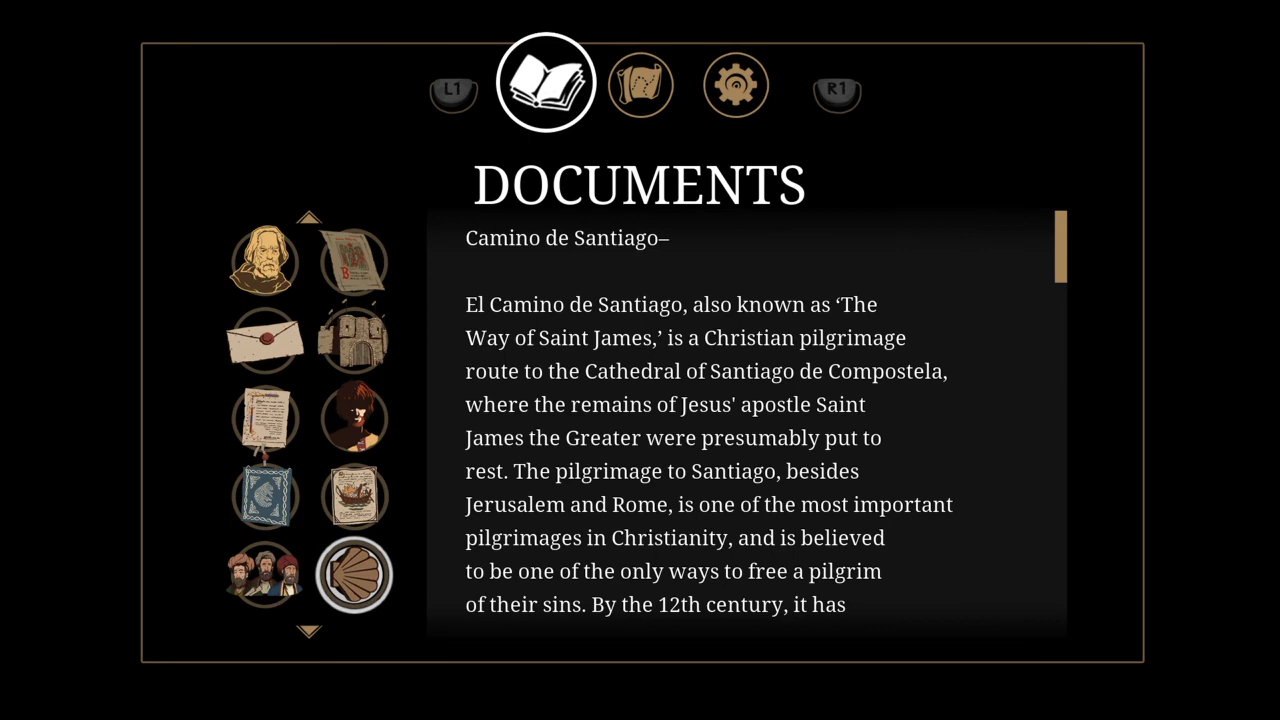 L1
R1
DOCUMENTS
Camino de Santiago–
El Camino de Santiago, also known as ‘The
Way of Saint James,’ is a Christian pilgrimage
route to the Cathedral of Santiago de Compostela,
where the remains of Jesus' apostle Saint
James the Greater were presumably put to
rest. The pilgrimage to Santiago, besides
Jerusalem and Rome, is one of the most important
pilgrimages in Christianity, and is believed
to be one of the only ways to free a pilgrim
of their sins. By the 12th century, it has